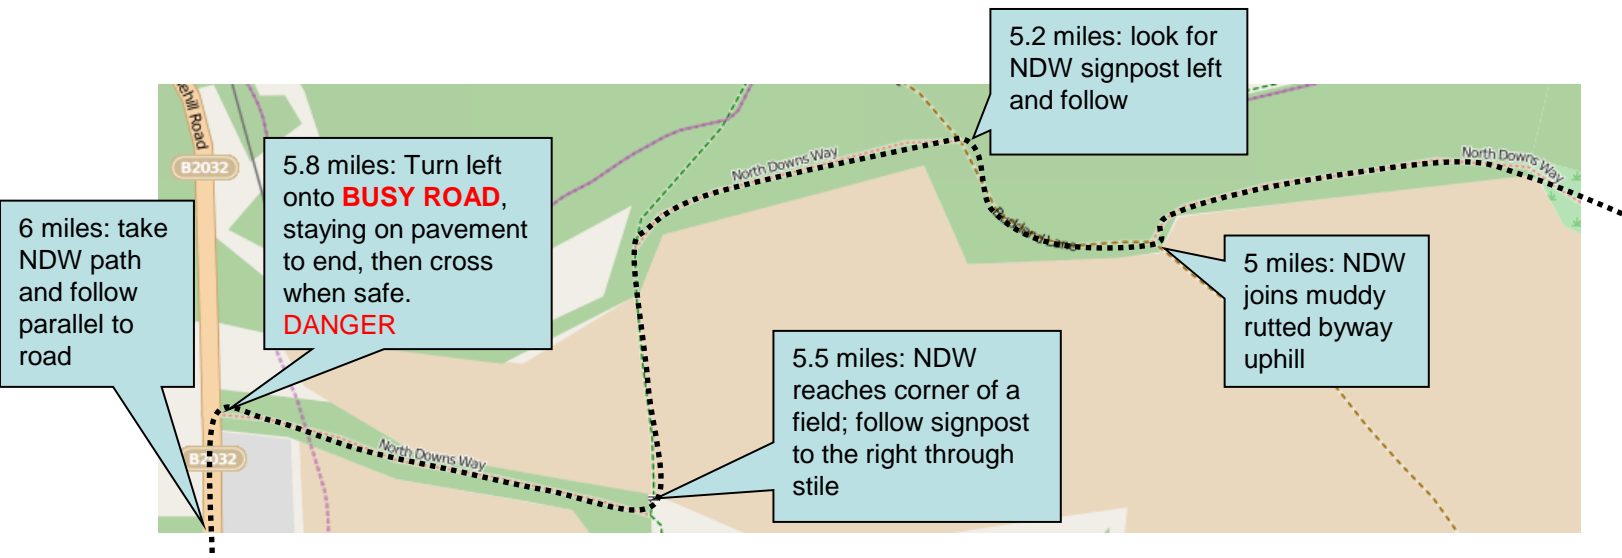 5.2 miles: look for
NDW signpost left
and follow
ehill Road
B2032
5.8 miles: Turn left
onto BUSY ROAD,
staying on pavement
to end, then cross
when safe.
DANGER
North Downs Way
North Downs Way
6 miles: take
NDW path
and follow
parallel to
road
5 miles: NDW
joins muddy
rutted byway
uphill
5.5 miles: NDW
reaches corner of a
field; follow signpost
to the right through
stile
North Downs Way
B2032